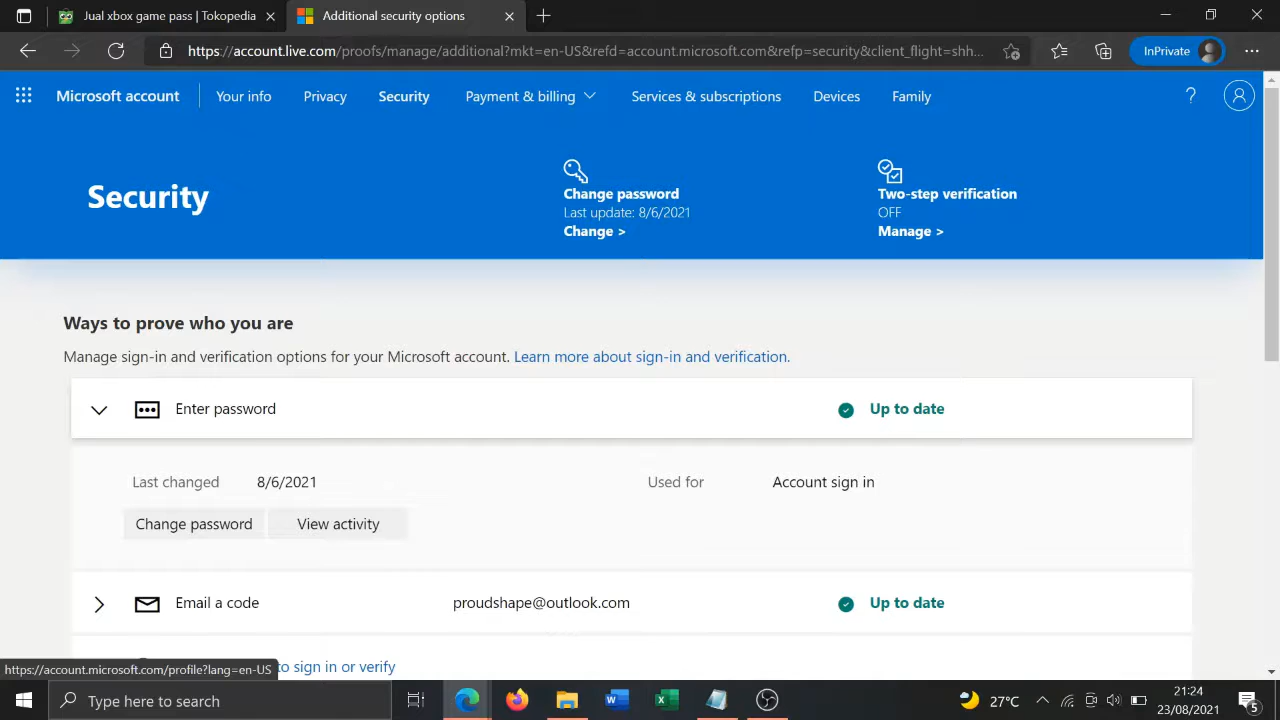 Jual xbox game pass | Tokopedia
Additional security options
https://account.live.com/proofs/manage/additional?mkt=en-US&refd=account.microsoft.com&refp=security&client_flight=shh...
InPrivate
Microsoft account
Your info
Privacy
Security
Payment & billing
Services & subscriptions
Devices
Family
?
Security
Change password
Last update: 8/6/2021
Change >
Two-step verification
OFF
Manage >
Ways to prove who you are
Manage sign-in and verification options for your Microsoft account. Learn more about sign-in and verification.
Enter password
Up to date
Last changed 8/6/2021
Used for Account sign in
Change password
View activity
Email a code
proudshape@outlook.com
Up to date
to sign in or verify
https://account.microsoft.com/profile?lang=en-US
Type here to search
27°C
21:24
23/08/2021
5